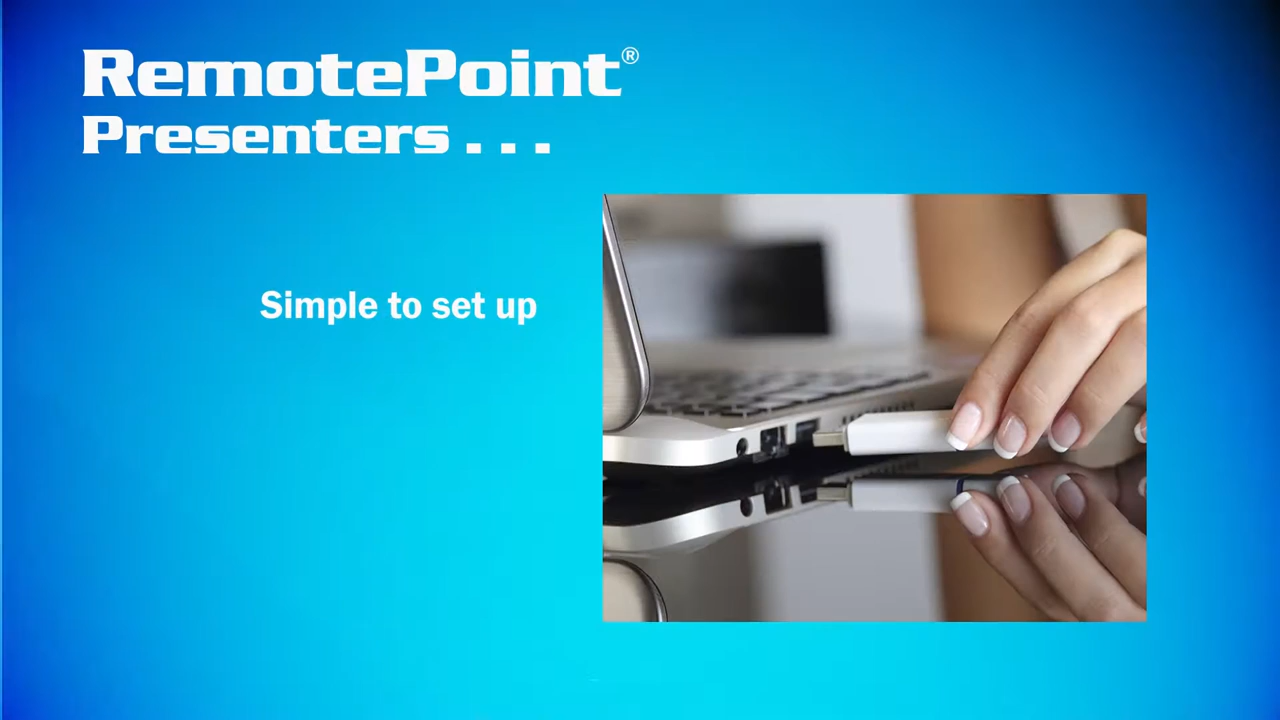 RemotePoint®
Presenters . . .
Simple to set up